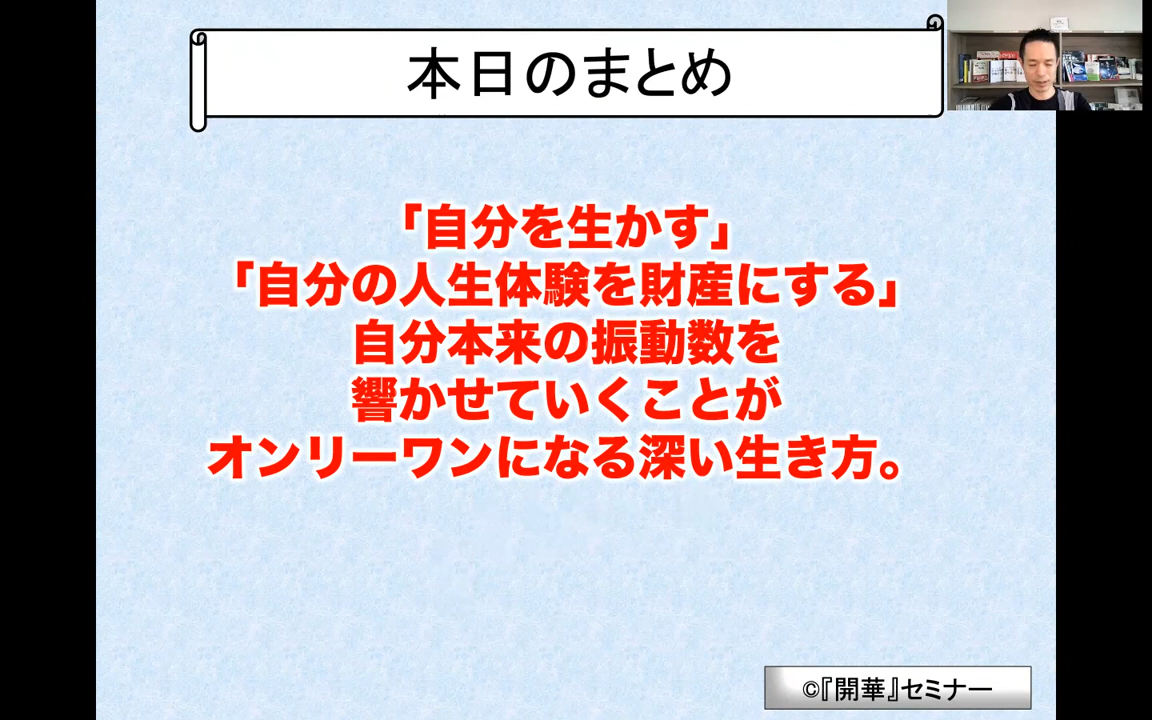 本日のまとめ
「自分を生かす」
「自分の人生体験を財産にする」
自分本来の振動数を
響かせていくことが
オンリーワンになる深い生き方。
©『開華』セミナー